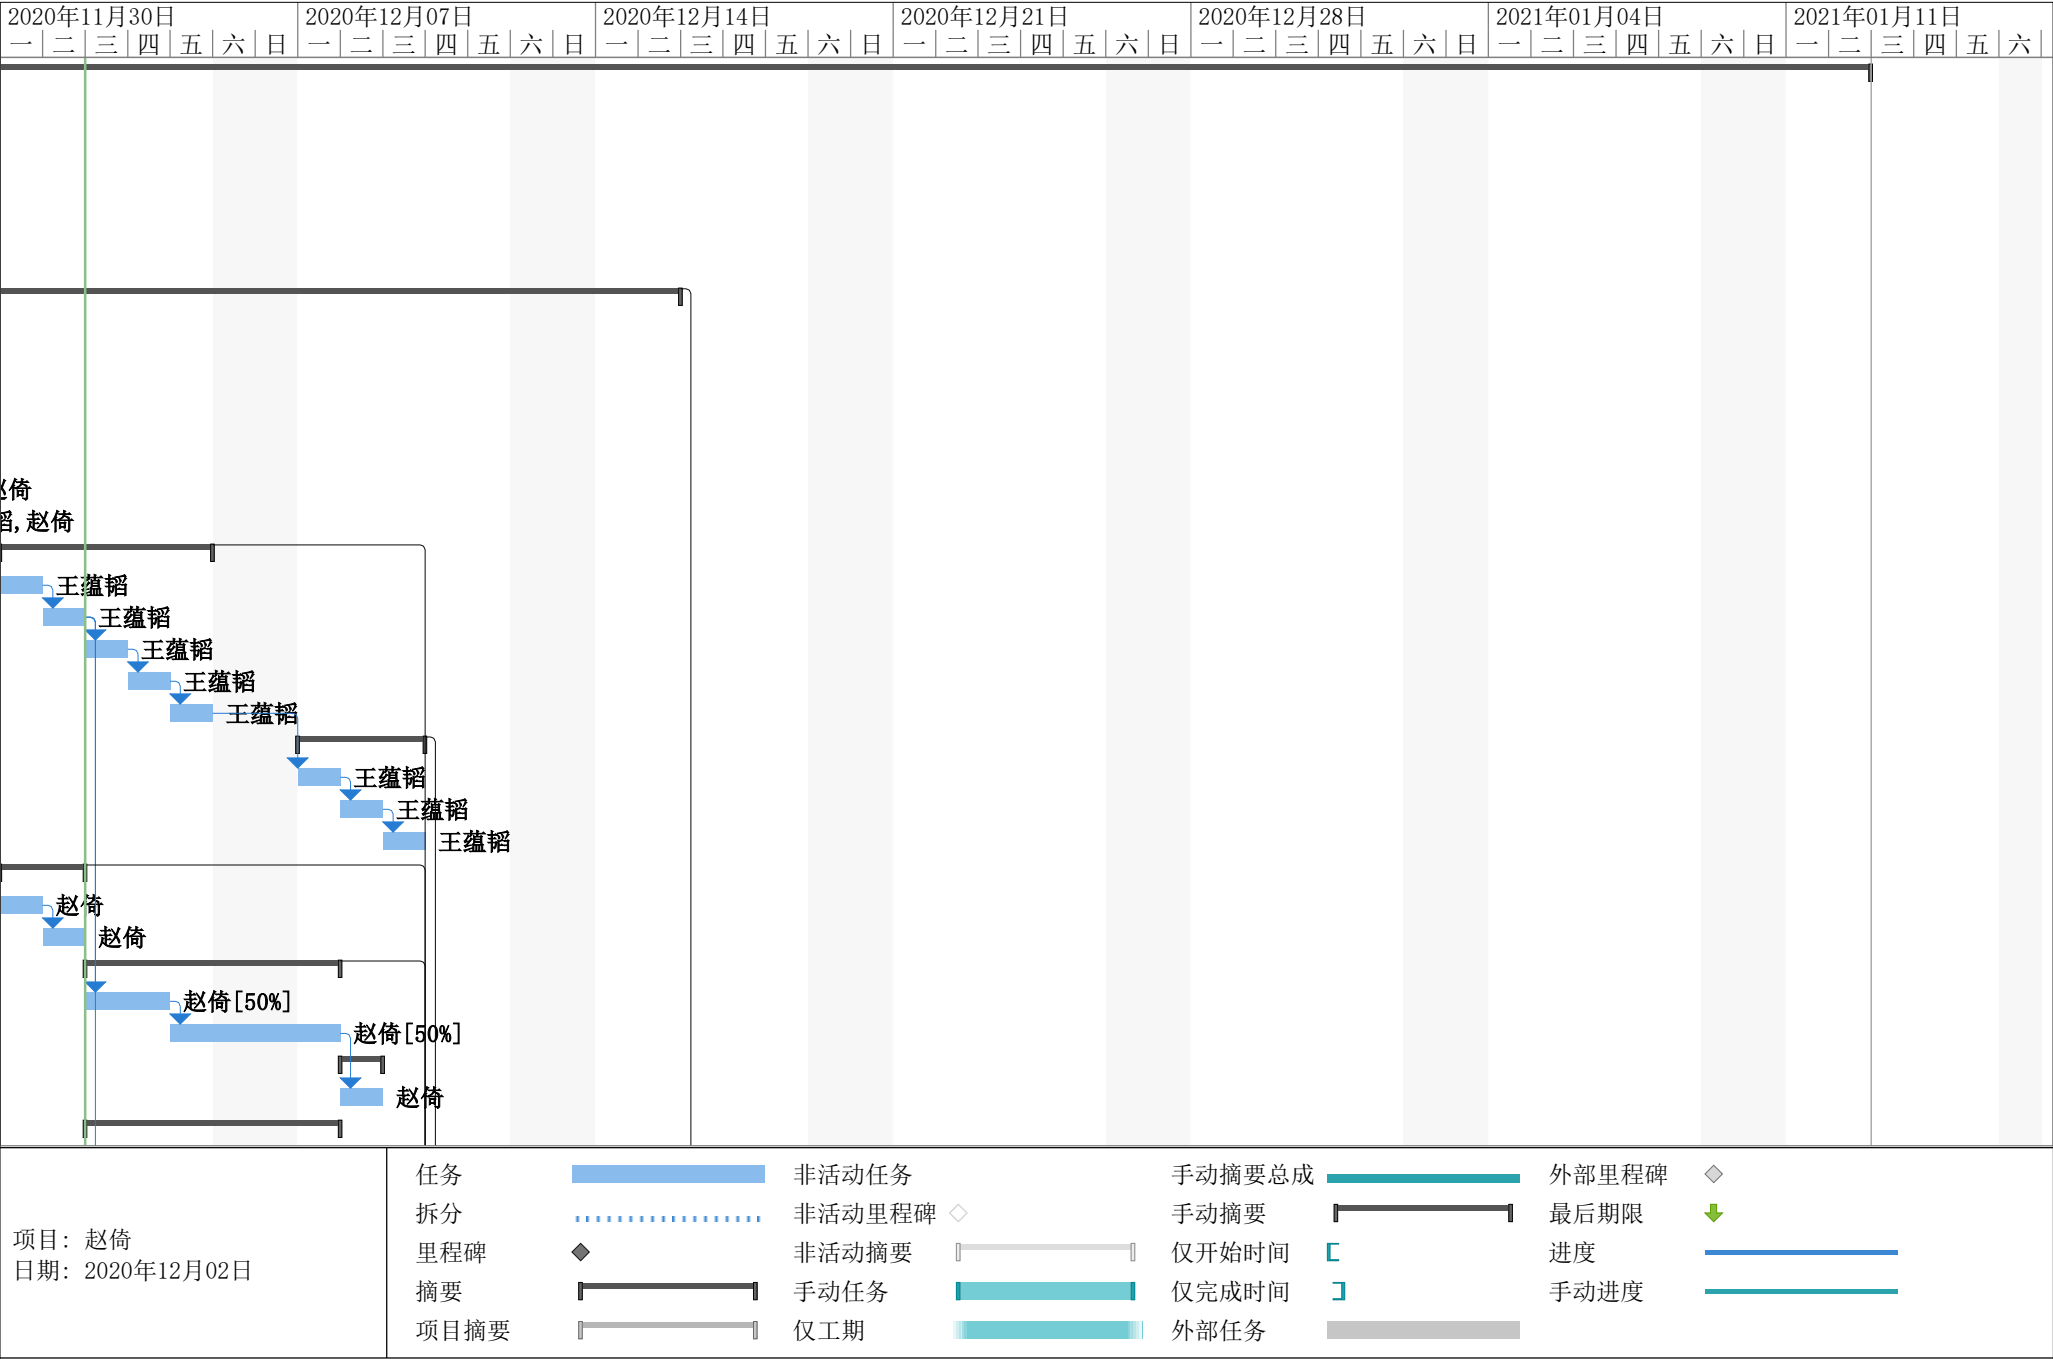 2020年11月30日 2020年12月07日 2020年12月14日 2020年12月21日 2020年12月28日 2021年01月04日 2021年01月11日
一 二 三 四 五 六 日 一 二 三 四 五 六 日 一 二 三 四 五 六 日 一 二 三 四 五 六 日 一 二 三 四 五 六 日 一 二 三 四 五 六 日 一 二 三 四 五 六
赵倚
韬,赵倚
王蕴韬
王蕴韬
王蕴韬
王蕴韬
王蕴韬
王蕴韬
王蕴韬
王蕴韬
赵倚
赵倚
赵倚[50%]
赵倚[50%]
赵倚
任务 非活动任务 手动摘要总成 外部里程碑
拆分 非活动里程碑 手动摘要 最后期限
项目: 赵倚
日期: 2020年12月02日
里程碑 非活动摘要 仅开始时间 进度
摘要 手动任务 仅完成时间 手动进度
项目摘要 仅工期 外部任务